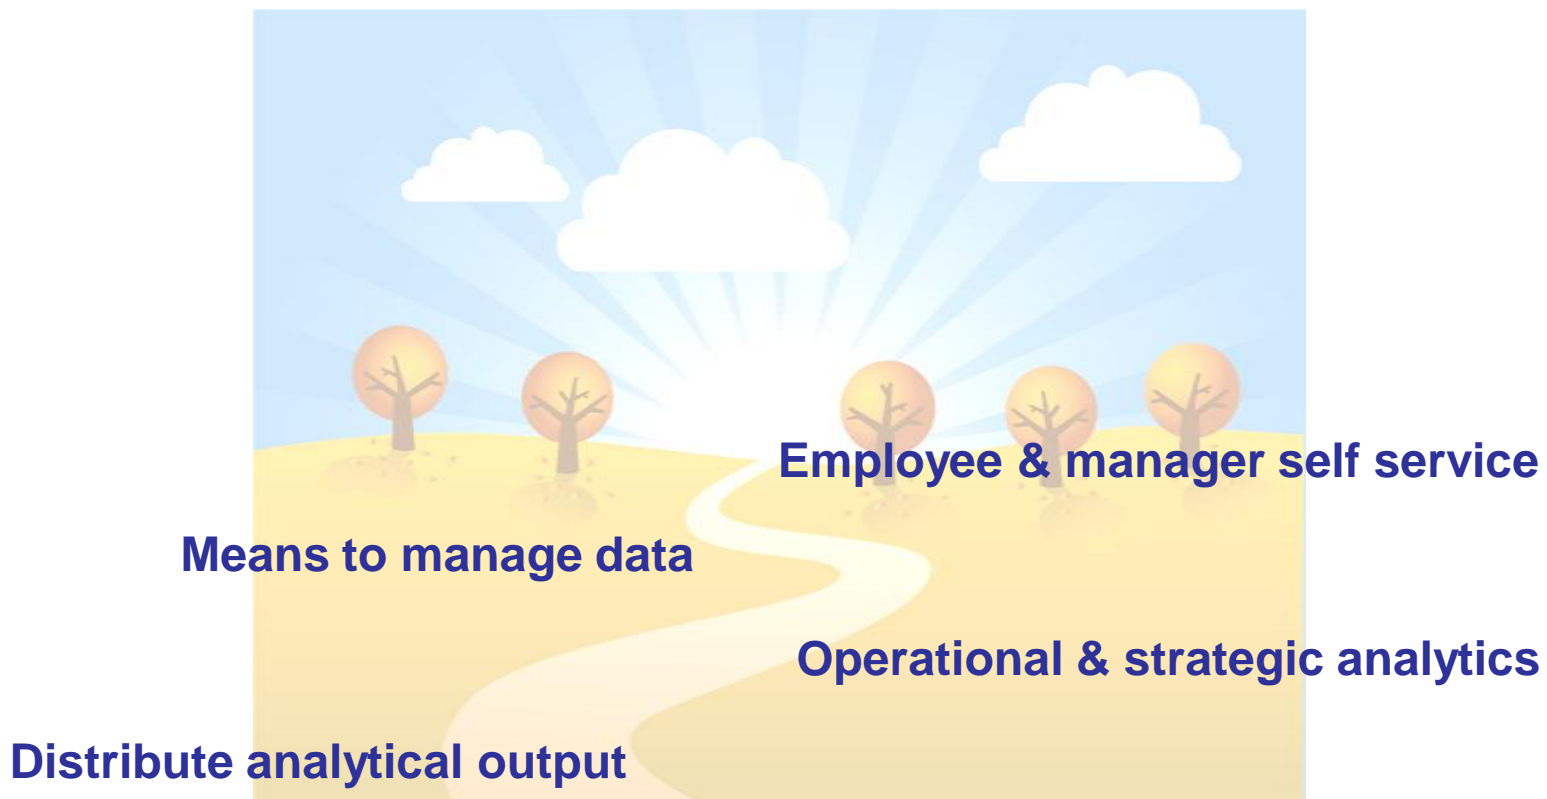 Employee & manager self service
Means to manage data
Operational & strategic analytics
Distribute analytical output